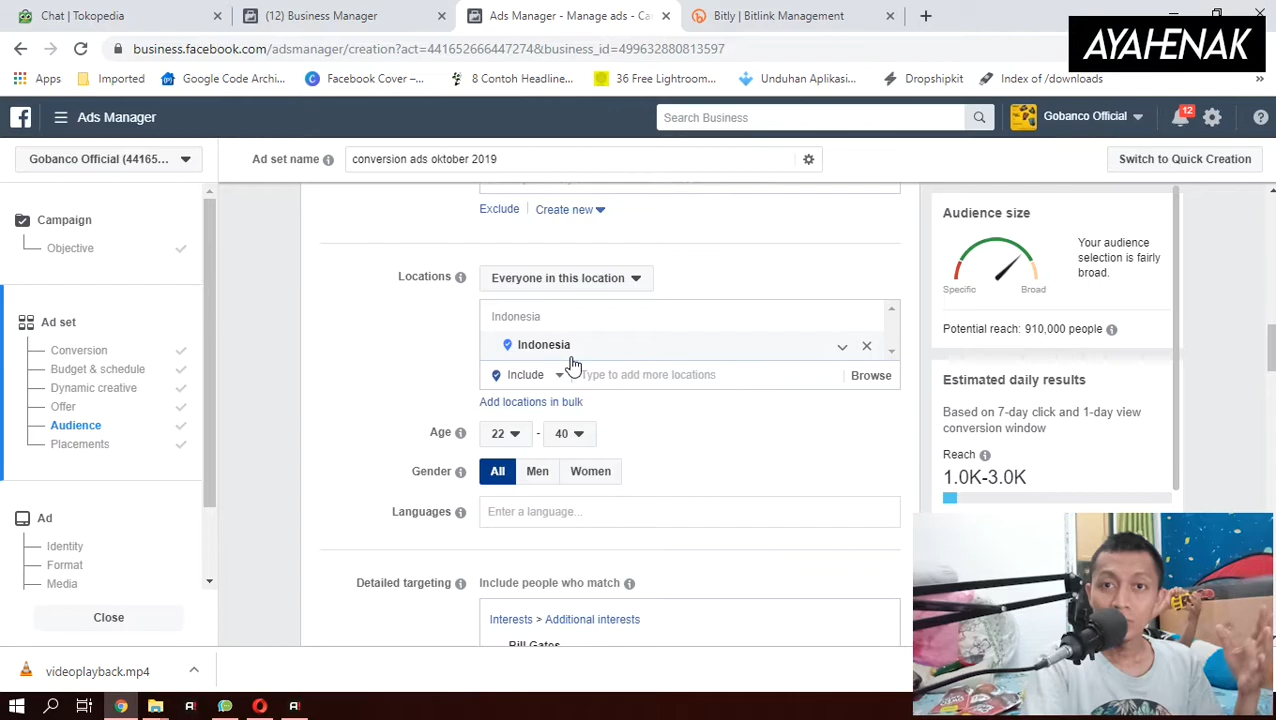 Chat | Tokopedia
(12) Business Manager
Ads Manager - Manage ads - Ca
Bitly | Bitlink Management
business.facebook.com/adsmanager/creation?act=441652666447274&business_id=499632880813597
AYAHENAK
Apps
Imported
Google Code Archi...
Facebook Cover –...
8 Contoh Headline...
36 Free Lightroom...
Unduhan Aplikasi...
Dropshipkit
Index of /downloads
»
Ads Manager
Search Business
Gobanco Official
12
Gobanco Official (44165...
Ad set name
conversion ads oktober 2019
Switch to Quick Creation
Campaign
Objective
Ad set
Conversion
Budget & schedule
Dynamic creative
Offer
Audience
Placements
Ad
Identity
Format
Media
Close
Exclude
Create new
Locations
Everyone in this location
Indonesia
Indonesia
Include
Type to add more locations
Browse
Add locations in bulk
Age
22 - 40
Gender
All
Men
Women
Languages
Enter a language...
Detailed targeting
Include people who match
Interests > Additional interests
Bill Gates
Audience size
Specific
Broad
Your audience
selection is fairly
broad.
Potential reach: 910,000 people
Estimated daily results
Based on 7-day click and 1-day view
conversion window
Reach
1.0K-3.0K
videoplayback.mp4